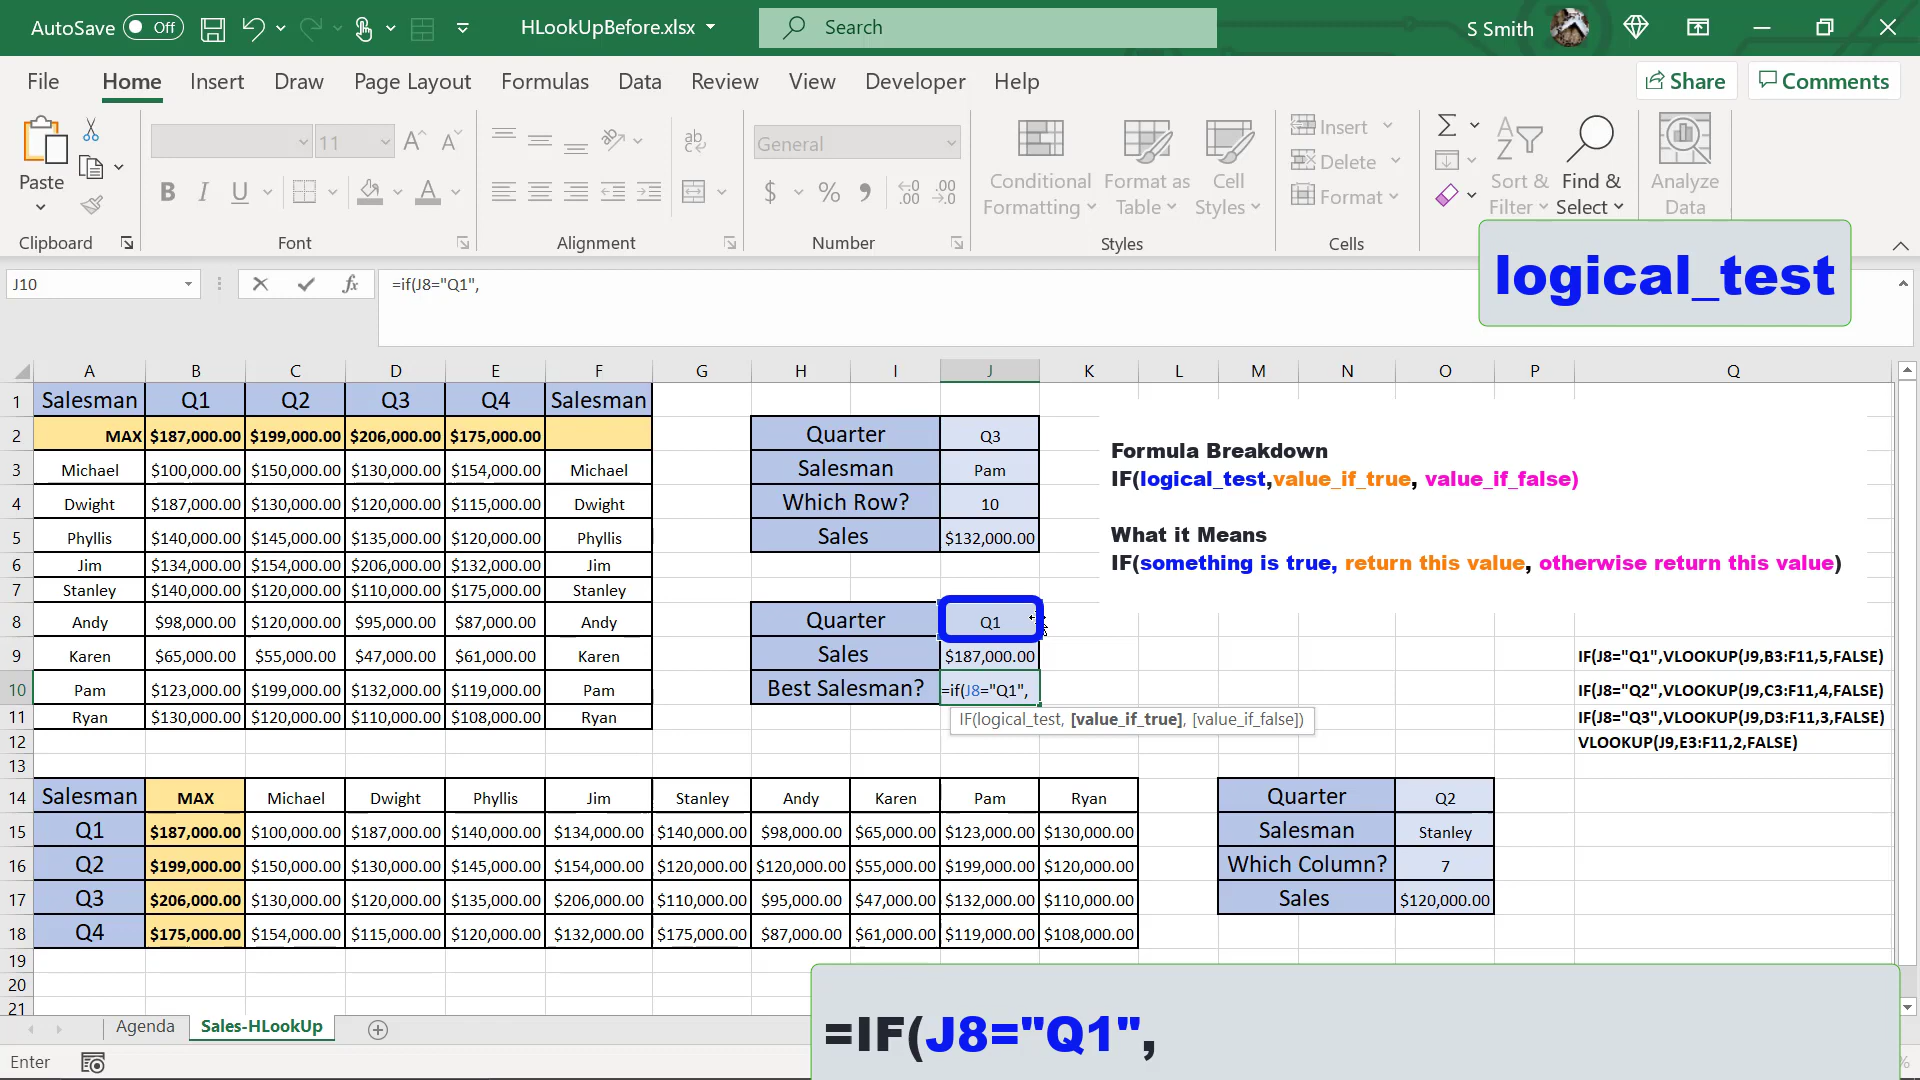 AutoSave Off HLookUpBefore.xlsx Search S Smith
File Home Insert Draw Page Layout Formulas Data Review View Developer Help Share Comments
Paste 11 General Conditional Formatting Format as Table Cell Styles Insert Delete Format Sort & Filter Find & Select Analyze Data
Clipboard Font Alignment Number Styles Cells
logical_test
J10 fx =if(J8="Q1",
A B C D E F G H I J K L M N O P Q
1 Salesman Q1 Q2 Q3 Q4 Salesman
2 MAX $187,000.00 $199,000.00 $206,000.00 $175,000.00 Quarter Q3
Formula Breakdown
3 Michael $100,000.00 $150,000.00 $130,000.00 $154,000.00 Michael Salesman Pam
IF(logical_test,value_if_true, value_if_false)
4 Dwight $187,000.00 $130,000.00 $120,000.00 $115,000.00 Dwight Which Row? 10
5 Phyllis $140,000.00 $145,000.00 $135,000.00 $120,000.00 Phyllis Sales $132,000.00
What it Means
6 Jim $134,000.00 $154,000.00 $206,000.00 $132,000.00 Jim
IF(something is true, return this value, otherwise return this value)
7 Stanley $140,000.00 $120,000.00 $110,000.00 $175,000.00 Stanley
8 Andy $98,000.00 $120,000.00 $95,000.00 $87,000.00 Andy Quarter Q1
9 Karen $65,000.00 $55,000.00 $47,000.00 $61,000.00 Karen Sales $187,000.00 IF(J8="Q1",VLOOKUP(J9,B3:F11,5,FALSE)
10 Pam $123,000.00 $199,000.00 $132,000.00 $119,000.00 Pam Best Salesman? =if(J8="Q1", IF(J8="Q2",VLOOKUP(J9,C3:F11,4,FALSE)
11 Ryan $130,000.00 $120,000.00 $110,000.00 $108,000.00 Ryan IF(logical_test, [value_if_true], [value_if_false]) IF(J8="Q3",VLOOKUP(J9,D3:F11,3,FALSE)
12 VLOOKUP(J9,E3:F11,2,FALSE)
13
14 Salesman MAX Michael Dwight Phyllis Jim Stanley Andy Karen Pam Ryan Quarter Q2
15 Q1 $187,000.00 $100,000.00 $187,000.00 $140,000.00 $134,000.00 $140,000.00 $98,000.00 $65,000.00 $123,000.00 $130,000.00 Salesman Stanley
16 Q2 $199,000.00 $150,000.00 $130,000.00 $145,000.00 $154,000.00 $120,000.00 $120,000.00 $55,000.00 $199,000.00 $120,000.00 Which Column? 7
17 Q3 $206,000.00 $130,000.00 $120,000.00 $135,000.00 $206,000.00 $110,000.00 $95,000.00 $47,000.00 $132,000.00 $110,000.00 Sales $120,000.00
18 Q4 $175,000.00 $154,000.00 $115,000.00 $120,000.00 $132,000.00 $175,000.00 $87,000.00 $61,000.00 $119,000.00 $108,000.00
19
20
21
Agenda Sales-HLookUp
=IF(J8="Q1",
Enter %